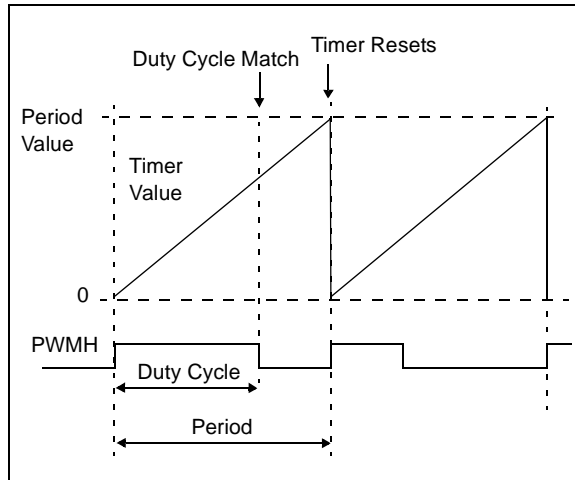 Timer Resets
Duty Cycle Match
Period
Value
Timer
Value
0
PWMH
Duty Cycle
Period